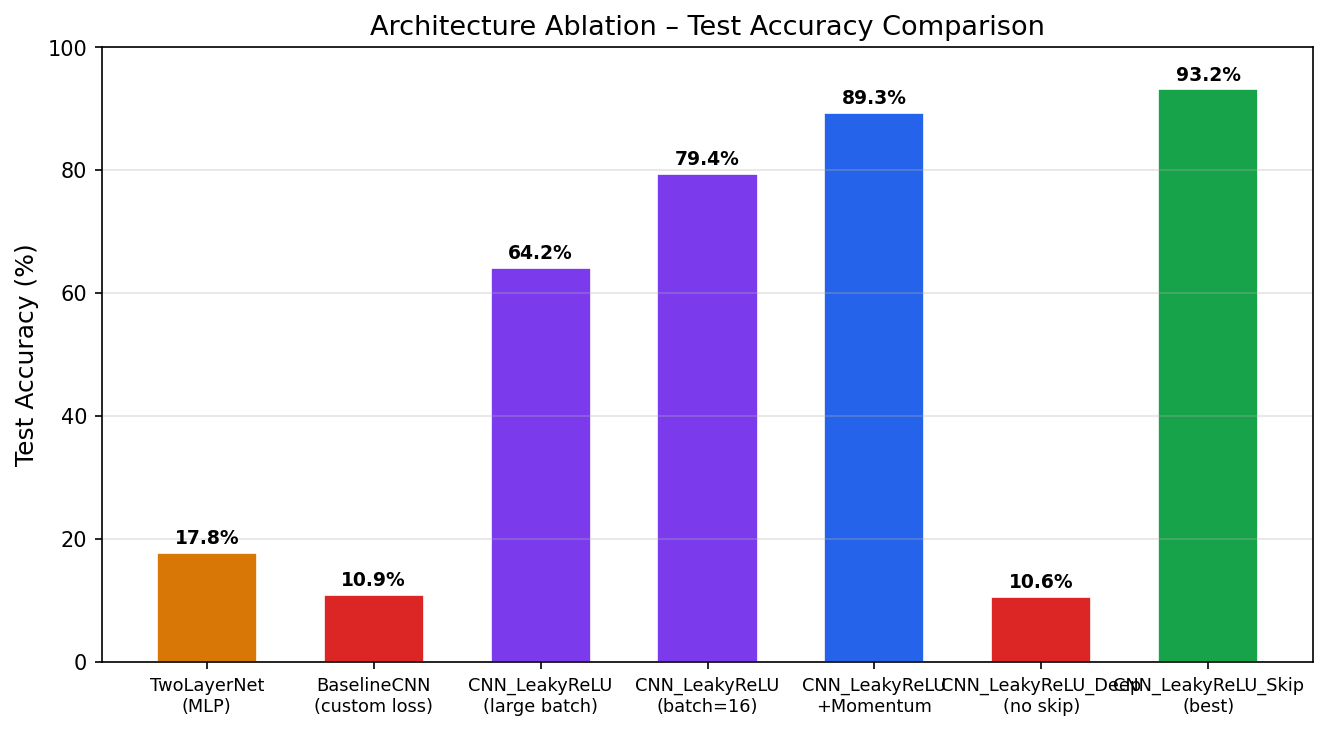 Architecture Ablation – Test Accuracy Comparison
Test Accuracy (%)
100
80
60
40
20
0
17.8%
10.9%
64.2%
79.4%
89.3%
10.6%
93.2%
TwoLayerNet
(MLP)
BaselineCNN
(custom loss)
CNN_LeakyReLU
(large batch)
CNN_LeakyReLU
(batch=16)
CNN_LeakyReLU
+Momentum
CNN_LeakyReLU_Deep
(no skip)
CNN_LeakyReLU_Skip
(best)